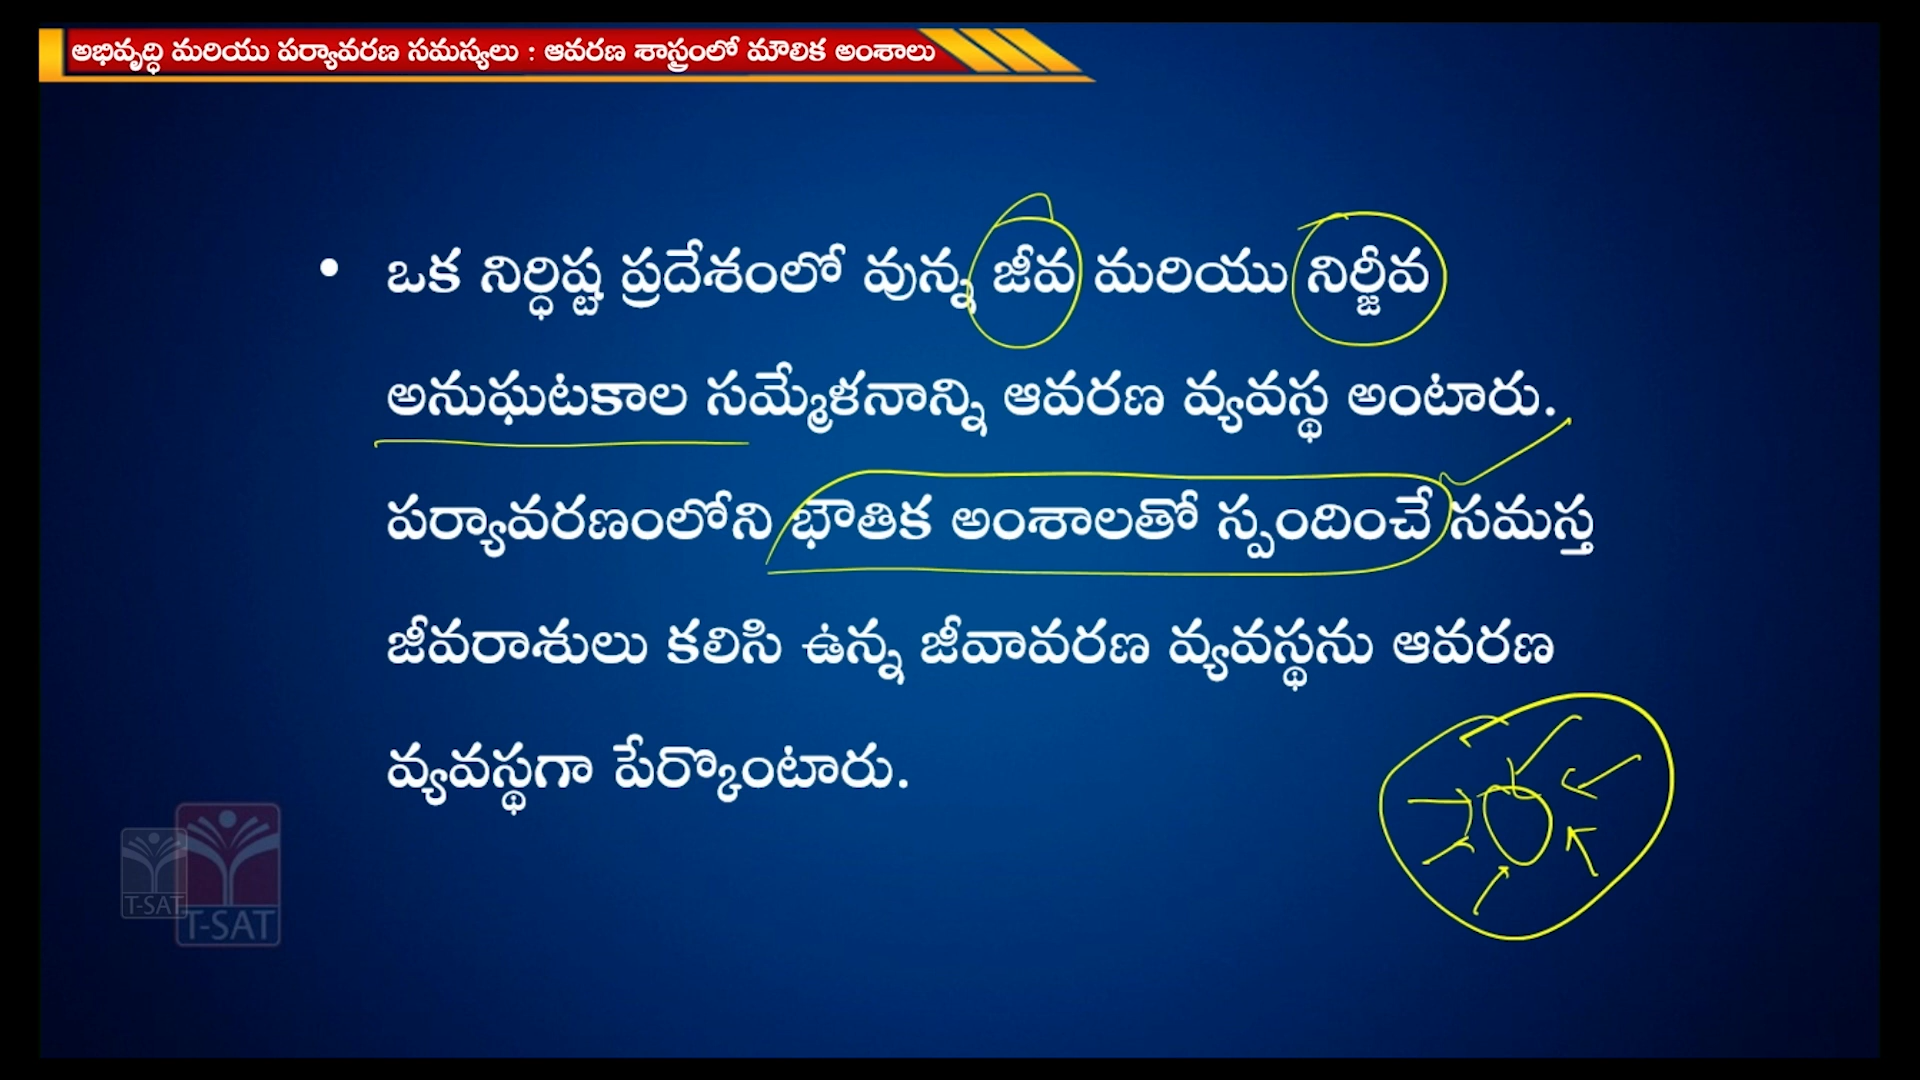 అభివృద్ధి మరియు పర్యావరణ సమస్యలు : ఆవరణ శాస్త్రంలో మౌలిక అంశాలు
• ఒక నిర్ధిష్ట ప్రదేశంలో వున్న జీవ మరియు నిర్జీవ
అనుఘటకాల సమ్మేళనాన్ని ఆవరణ వ్యవస్థ అంటారు.
పర్యావరణంలోని భౌతిక అంశాలతో స్పందించే సమస్త
జీవరాశులు కలిసి ఉన్న జీవావరణ వ్యవస్థను ఆవరణ
వ్యవస్థగా పేర్కొంటారు.
T-SAT
T-SAT